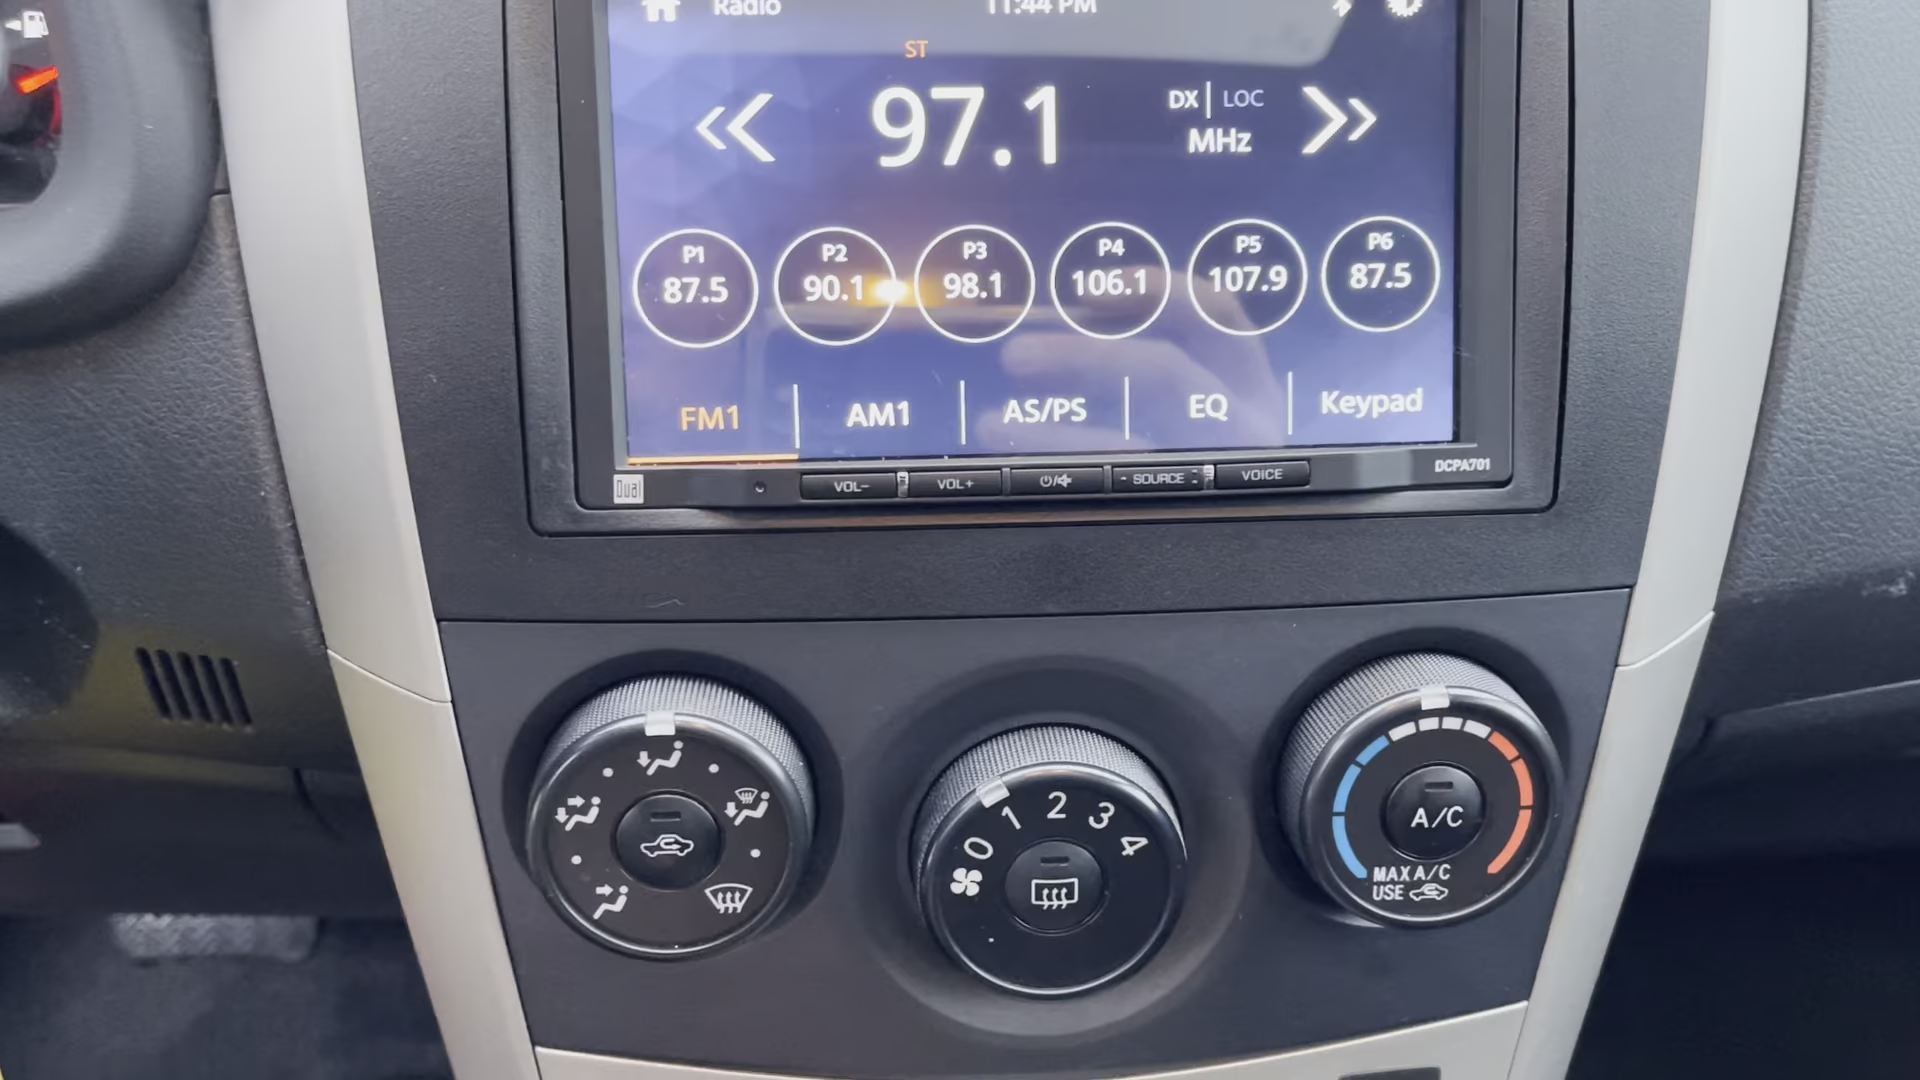 Radio 11:44 PM
ST
97.1
DX | LOC
MHz
P1 P2 P3 P4 P5 P6
87.5 90.1 98.1 106.1 107.9 87.5
FM1 AM1 AS/PS EQ Keypad
Dual VOL- VOL+ SOURCE VOICE DCPA701
0 1 2 3 4
A/C
MAX A/C
USE